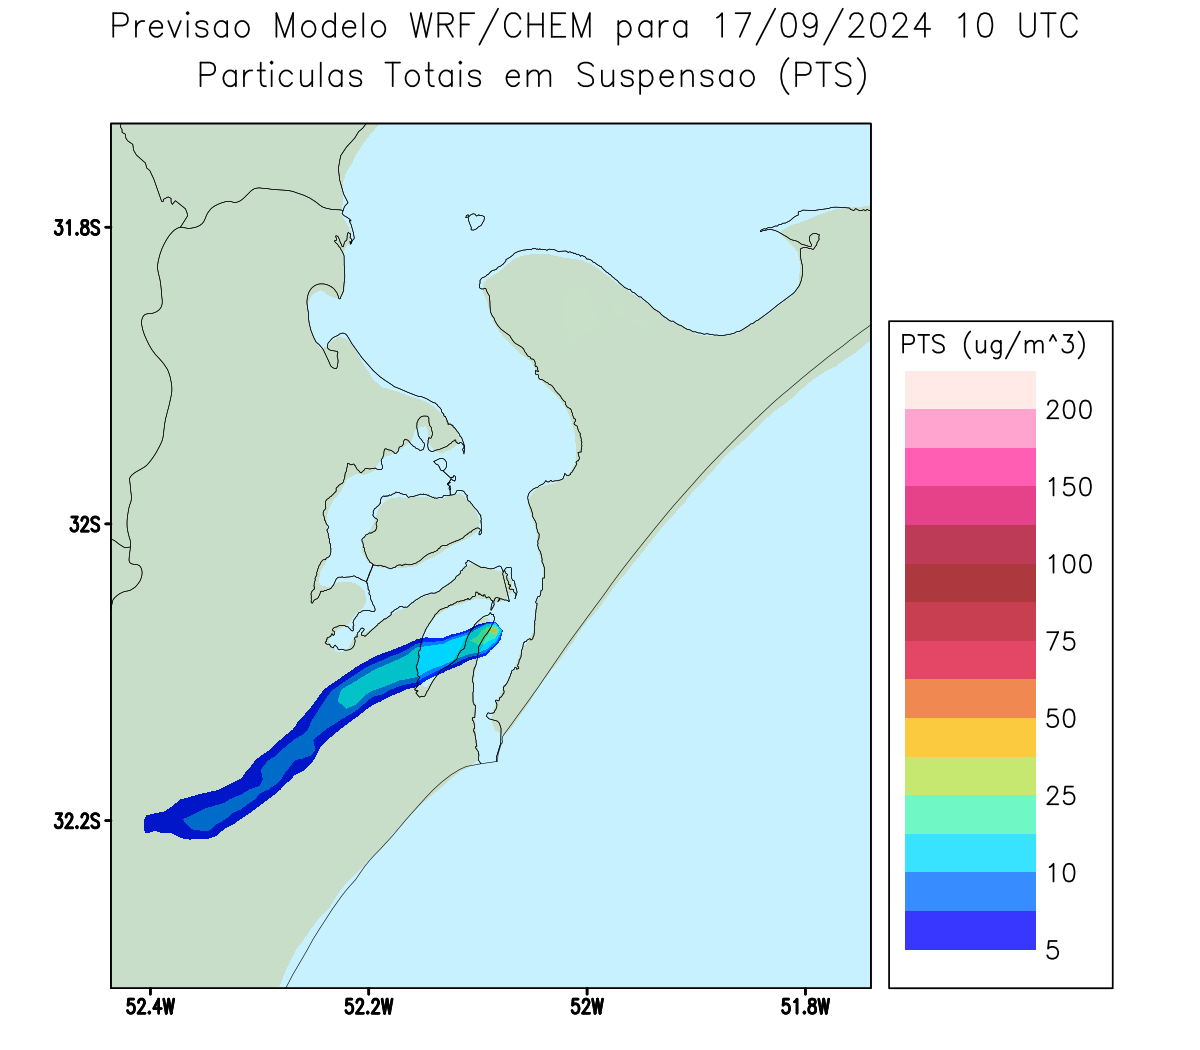 Previsao Modelo WRF/CHEM para 17/09/2024 10 UTC
Particulas Totais em Suspensao (PTS)
31.8S
32S
32.2S
52.4W
52.2W
52W
51.8W
PTS (ug/m^3)
200
150
100
75
50
25
10
5